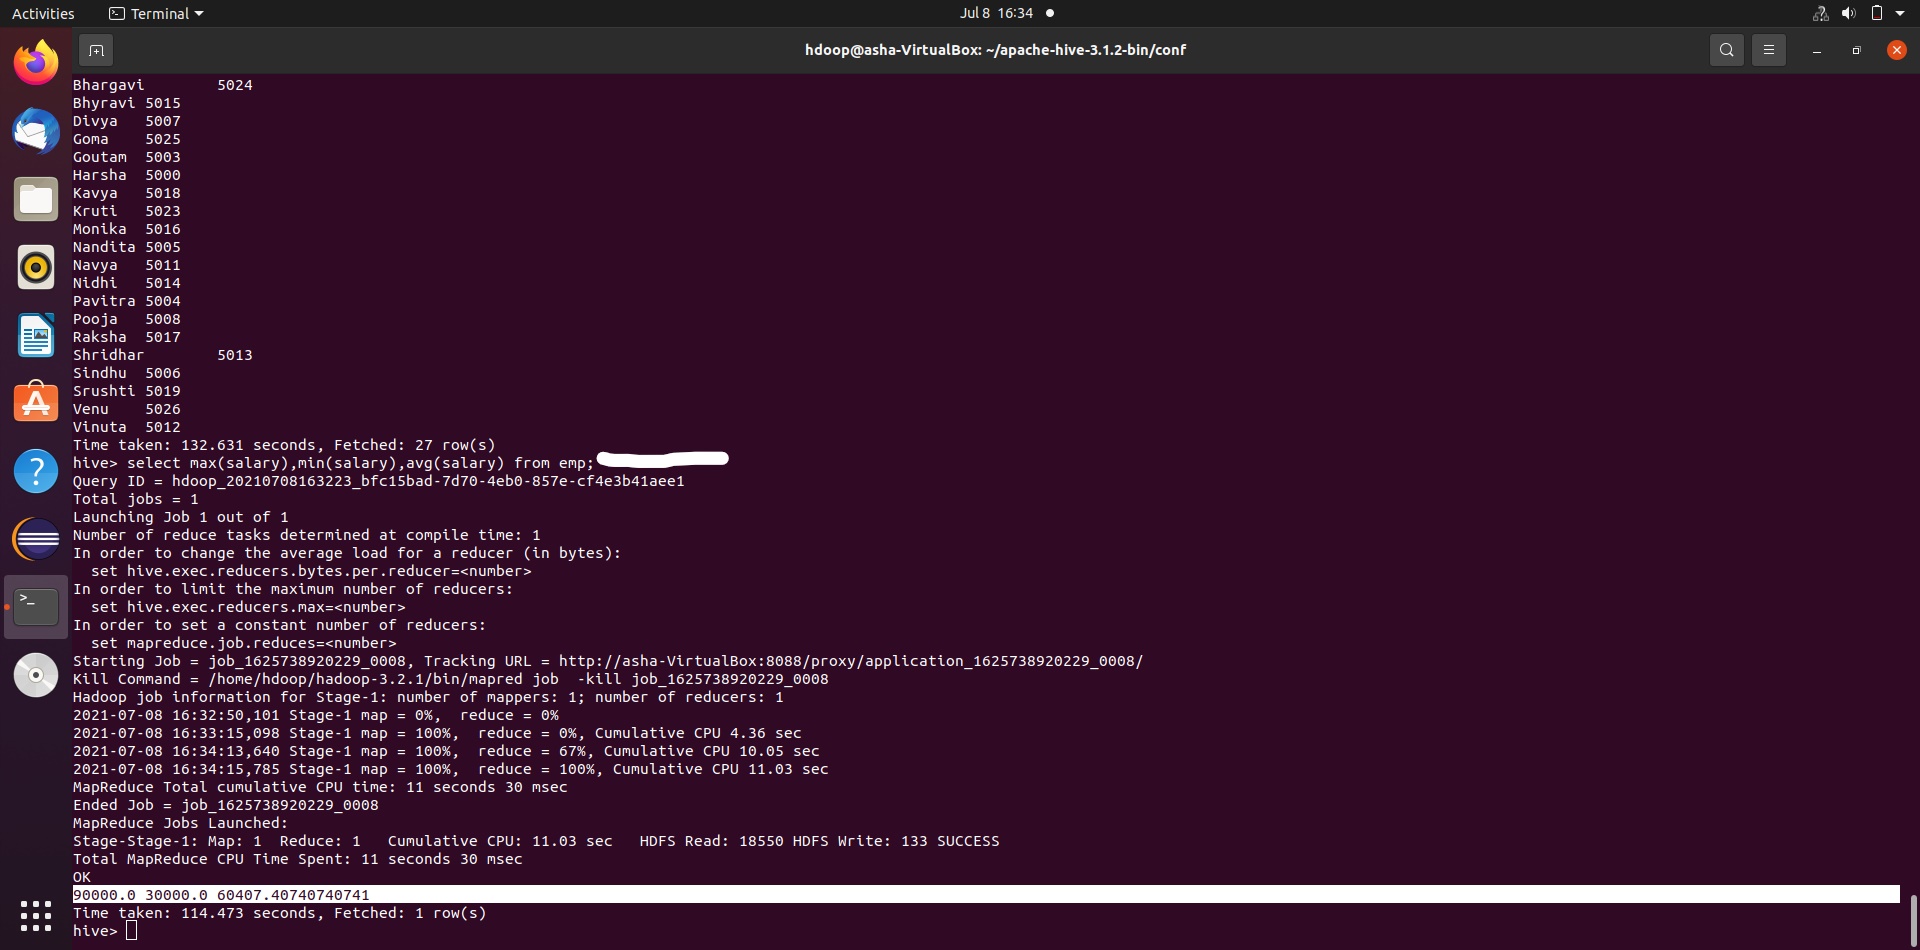 Activities Terminal Jul 8 16:34
hdoop@asha-VirtualBox: ~/apache-hive-3.1.2-bin/conf
Bhargavi 5024
Bhyravi 5015
Divya 5007
Goma 5025
Goutam 5003
Harsha 5000
Kavya 5018
Kruti 5023
Monika 5016
Nandita 5005
Navya 5011
Nidhi 5014
Pavitra 5004
Pooja 5008
Raksha 5017
Shridhar 5013
Sindhu 5006
Srushti 5019
Venu 5026
Vinuta 5012
Time taken: 132.631 seconds, Fetched: 27 row(s)
hive> select max(salary),min(salary),avg(salary) from emp;
Query ID = hdoop_20210708163223_bfc15bad-7d70-4eb0-857e-cf4e3b41aee1
Total jobs = 1
Launching Job 1 out of 1
Number of reduce tasks determined at compile time: 1
In order to change the average load for a reducer (in bytes):
  set hive.exec.reducers.bytes.per.reducer=<number>
In order to limit the maximum number of reducers:
  set hive.exec.reducers.max=<number>
In order to set a constant number of reducers:
  set mapreduce.job.reduces=<number>
Starting Job = job_1625738920229_0008, Tracking URL = http://asha-VirtualBox:8088/proxy/application_1625738920229_0008/
Kill Command = /home/hdoop/hadoop-3.2.1/bin/mapred job  -kill job_1625738920229_0008
Hadoop job information for Stage-1: number of mappers: 1; number of reducers: 1
2021-07-08 16:32:50,101 Stage-1 map = 0%,  reduce = 0%
2021-07-08 16:33:15,098 Stage-1 map = 100%,  reduce = 0%, Cumulative CPU 4.36 sec
2021-07-08 16:34:13,640 Stage-1 map = 100%,  reduce = 67%, Cumulative CPU 10.05 sec
2021-07-08 16:34:15,785 Stage-1 map = 100%,  reduce = 100%, Cumulative CPU 11.03 sec
MapReduce Total cumulative CPU time: 11 seconds 30 msec
Ended Job = job_1625738920229_0008
MapReduce Jobs Launched:
Stage-Stage-1: Map: 1  Reduce: 1   Cumulative CPU: 11.03 sec   HDFS Read: 18550 HDFS Write: 133 SUCCESS
Total MapReduce CPU Time Spent: 11 seconds 30 msec
OK
90000.0 30000.0 60407.40740740741
Time taken: 114.473 seconds, Fetched: 1 row(s)
hive>